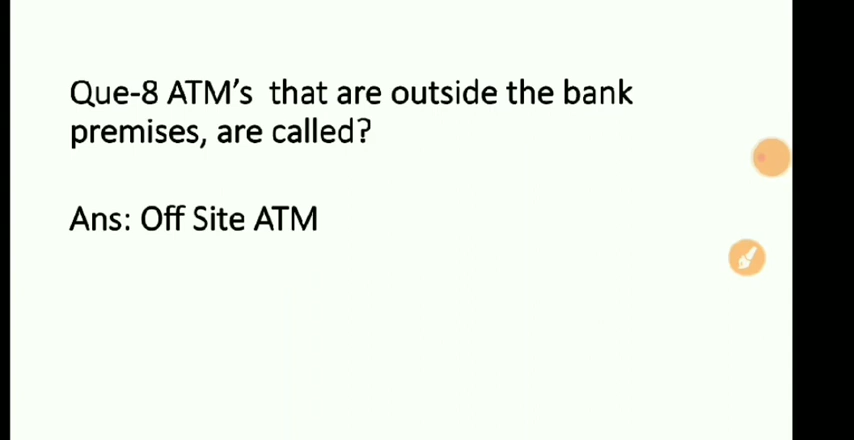 Que-8 ATM’s  that are outside the bank
premises, are called?
Ans: Off Site ATM